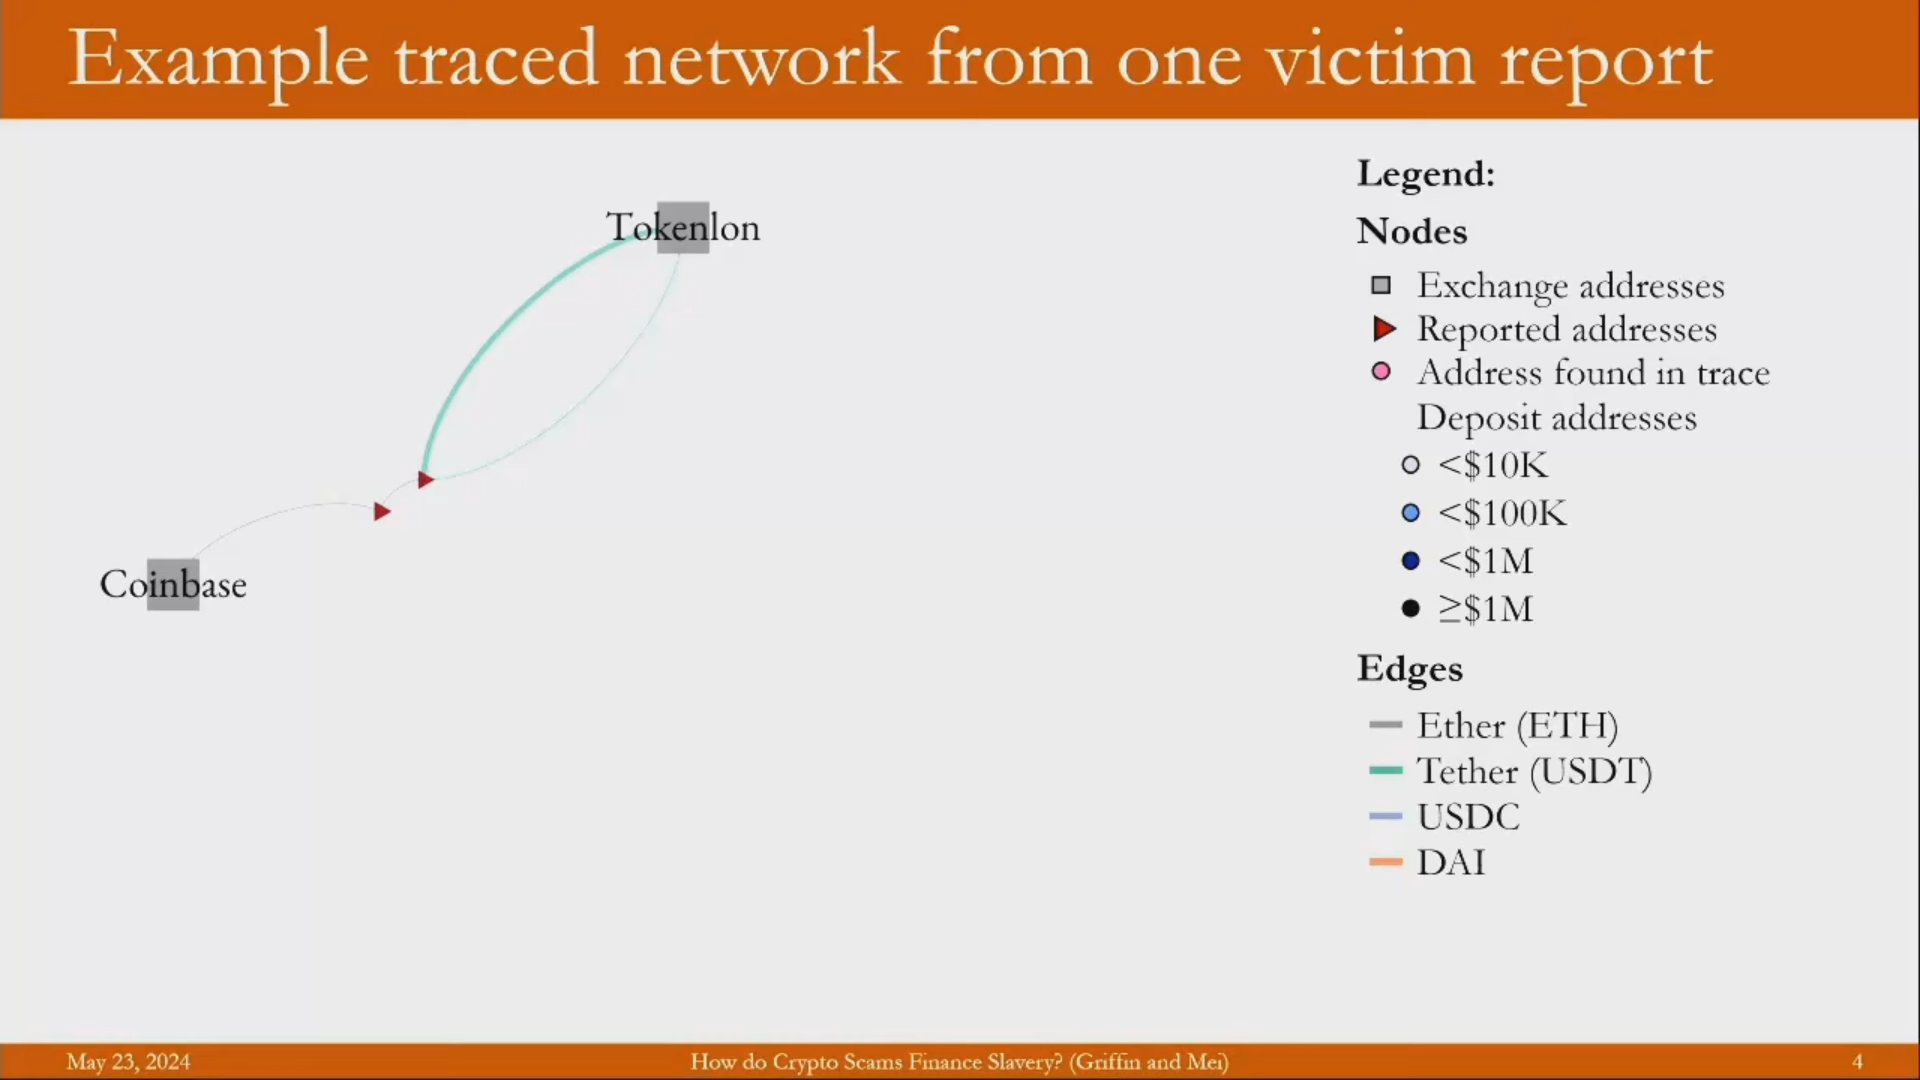 Example traced network from one victim report
Tokenlon
Coinbase
Legend:
Nodes
Exchange addresses
Reported addresses
Address found in trace
Deposit addresses
<$10K
<$100K
<$1M
≥$1M
Edges
Ether (ETH)
Tether (USDT)
USDC
DAI
May 23, 2024
How do Crypto Scams Finance Slavery? (Griffin and Mei)
4